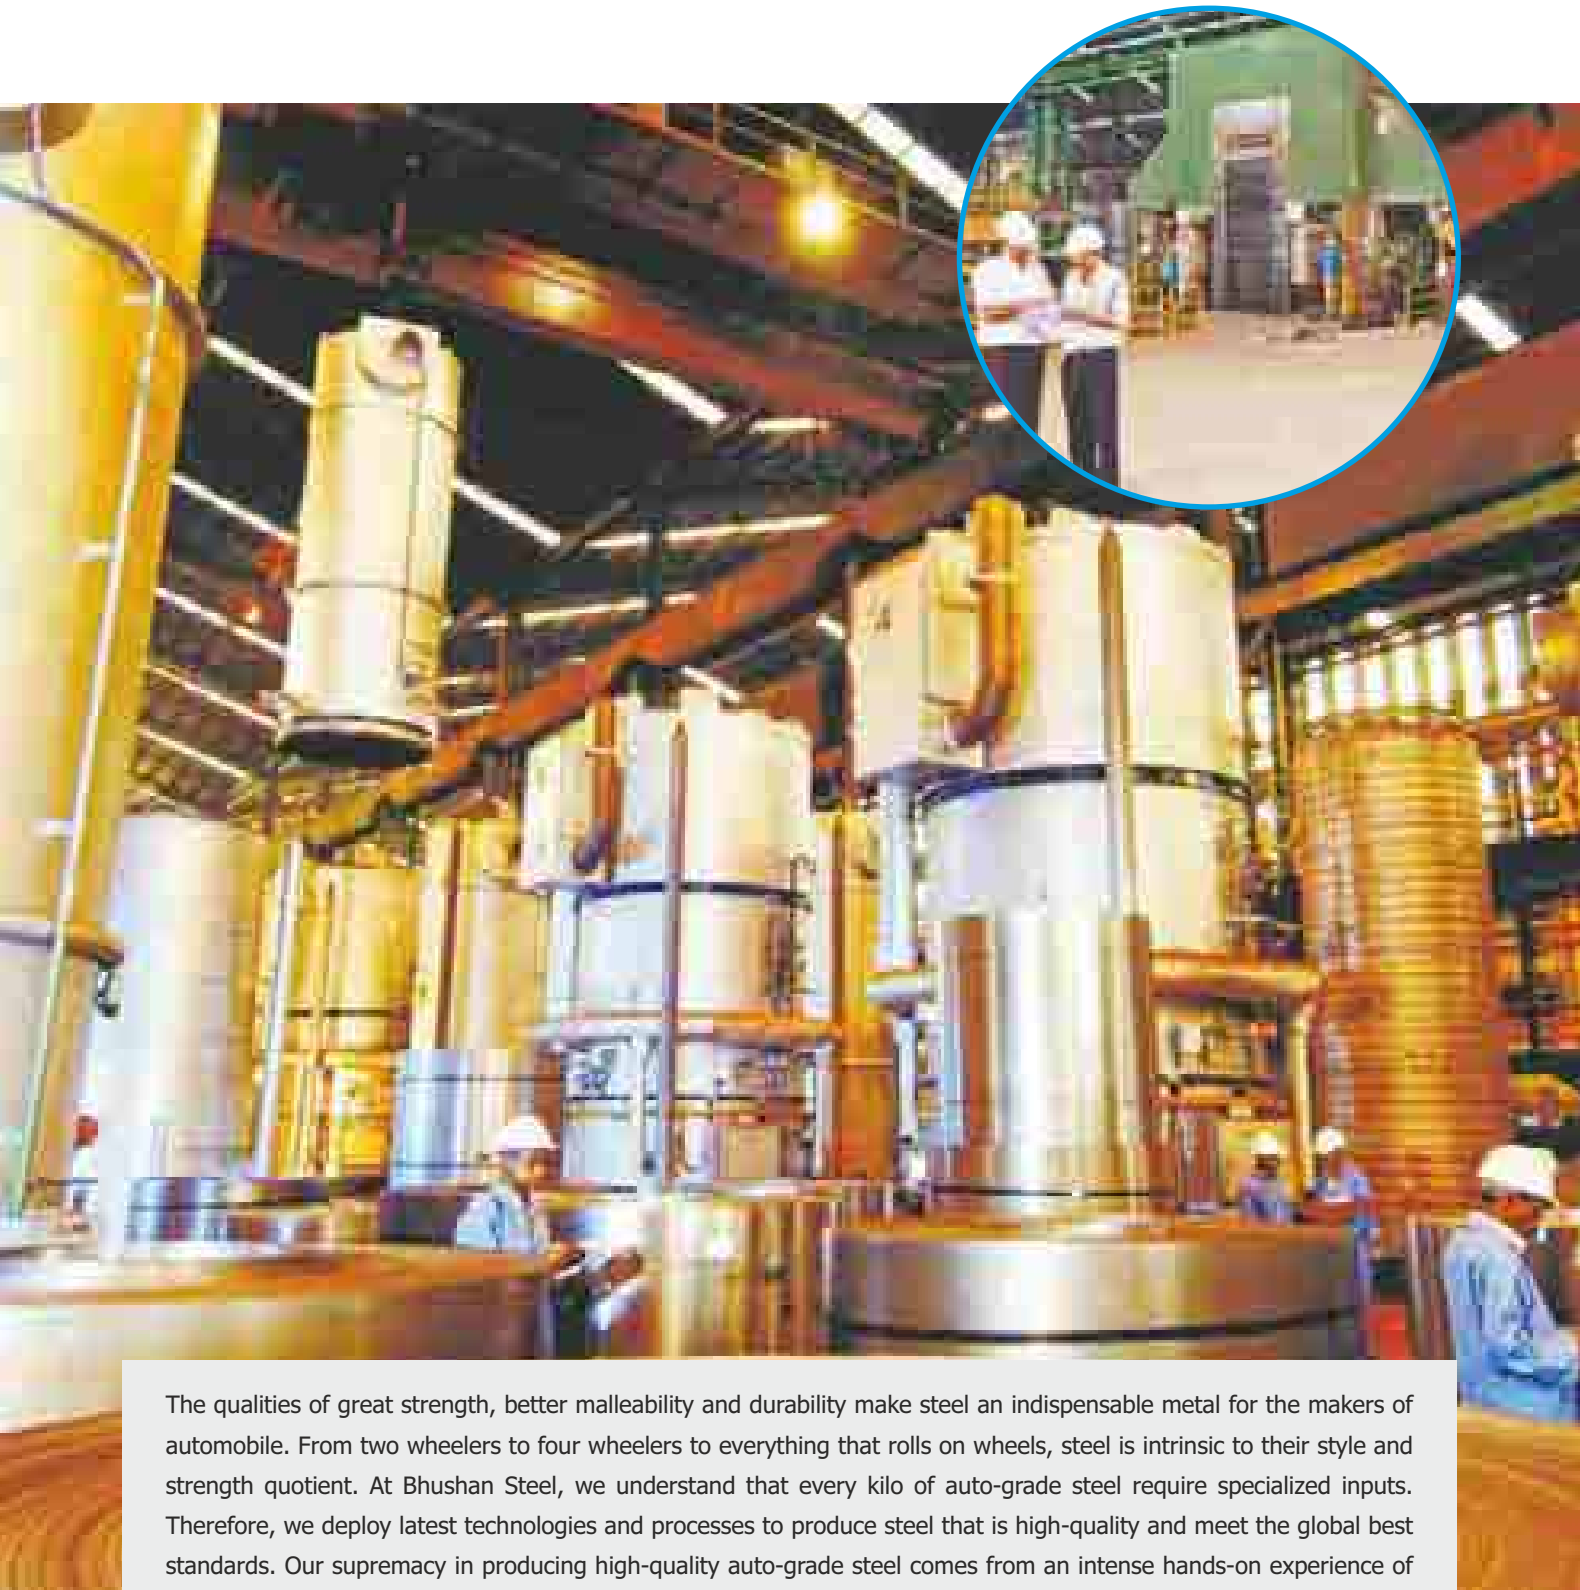 The qualities of great strength, better malleability and durability make steel an indispensable metal for the makers of
automobile. From two wheelers to four wheelers to everything that rolls on wheels, steel is intrinsic to their style and
strength quotient. At Bhushan Steel, we understand that every kilo of auto-grade steel require specialized inputs.
Therefore, we deploy latest technologies and processes to produce steel that is high-quality and meet the global best
standards. Our supremacy in producing high-quality auto-grade steel comes from an intense hands-on experience of